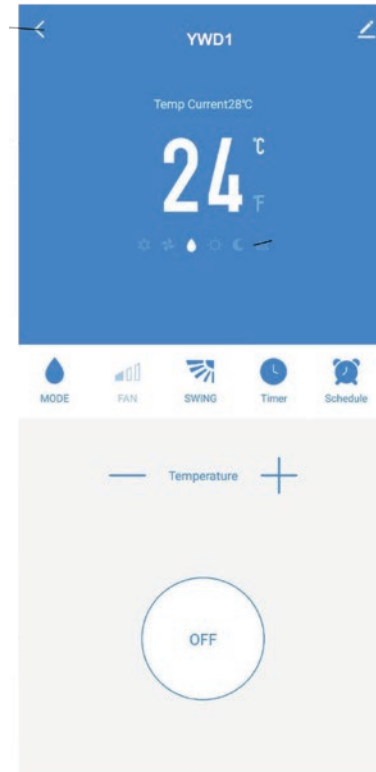 YWD1
Temp Current28℃
24 ℃
℉
MODE FAN SWING Timer Schedule
Temperature
OFF